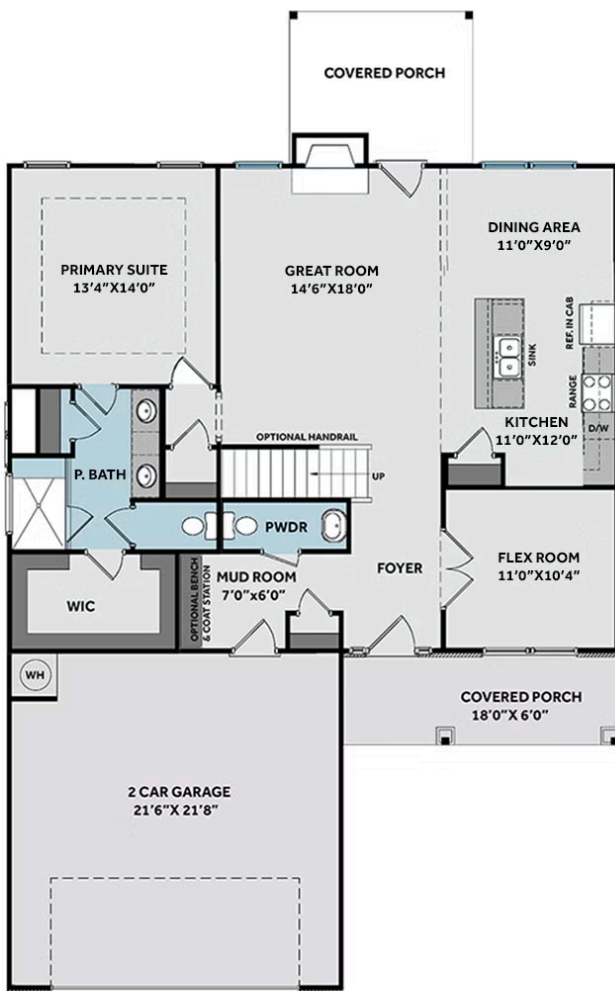 COVERED PORCH
DINING AREA
11'0"X9'0"
PRIMARY SUITE
13'4"X14'0"
GREAT ROOM
14'6"X18'0"
REF. IN CAB
SINK
RANGE
D/W
KITCHEN
11'0"X12'0"
OPTIONAL HANDRAIL
UP
P. BATH
PWDR
FLEX ROOM
11'0"X10'4"
FOYER
MUD ROOM
7'0"x6'0"
OPTIONAL BENCH
& COAT STATION
WIC
WH
COVERED PORCH
18'0"X 6'0"
2 CAR GARAGE
21'6"X 21'8"